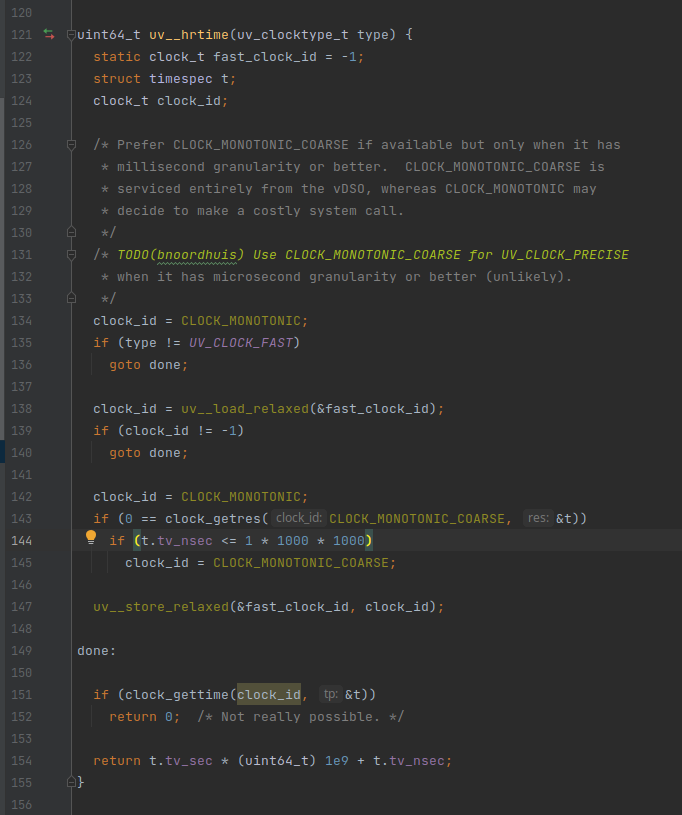 120
121 uint64_t uv__hrtime(uv_clocktype_t type) {
122   static clock_t fast_clock_id = -1;
123   struct timespec t;
124   clock_t clock_id;
125
126   /* Prefer CLOCK_MONOTONIC_COARSE if available but only when it has
127    * millisecond granularity or better.  CLOCK_MONOTONIC_COARSE is
128    * serviced entirely from the vDSO, whereas CLOCK_MONOTONIC may
129    * decide to make a costly system call.
130    */
131   /* TODO(bnoordhuis) Use CLOCK_MONOTONIC_COARSE for UV_CLOCK_PRECISE
132    * when it has microsecond granularity or better (unlikely).
133    */
134   clock_id = CLOCK_MONOTONIC;
135   if (type != UV_CLOCK_FAST)
136     goto done;
137
138   clock_id = uv__load_relaxed(&fast_clock_id);
139   if (clock_id != -1)
140     goto done;
141
142   clock_id = CLOCK_MONOTONIC;
143   if (0 == clock_getres( clock_id: CLOCK_MONOTONIC_COARSE,  res: &t))
144     if (t.tv_nsec <= 1 * 1000 * 1000)
145       clock_id = CLOCK_MONOTONIC_COARSE;
146
147   uv__store_relaxed(&fast_clock_id, clock_id);
148
149 done:
150
151   if (clock_gettime(clock_id,  tp: &t))
152     return 0;  /* Not really possible. */
153
154   return t.tv_sec * (uint64_t) 1e9 + t.tv_nsec;
155 }
156